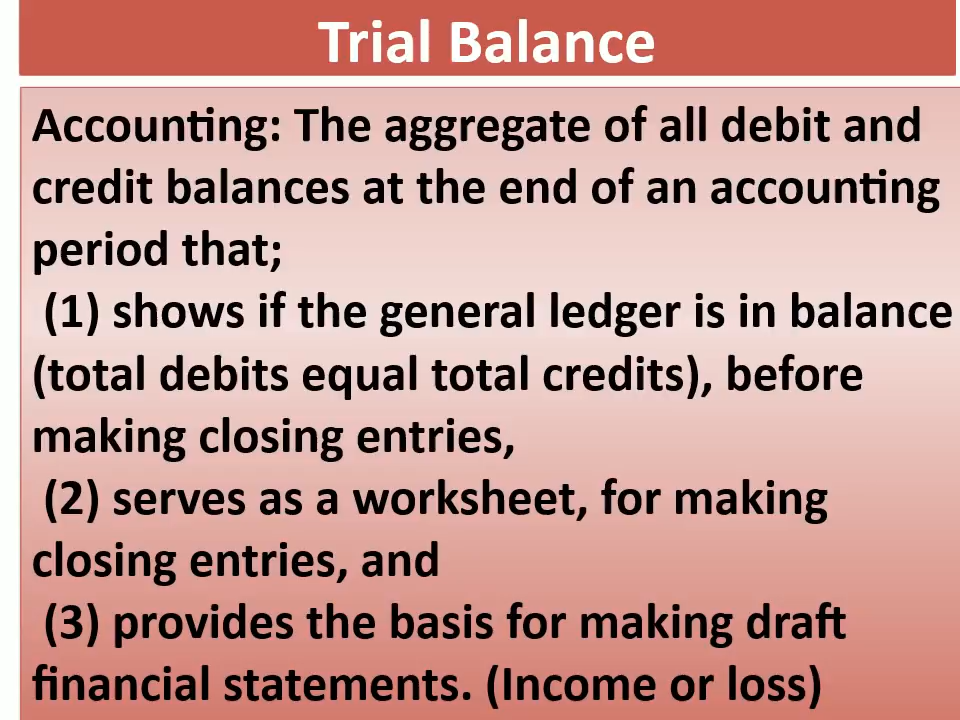 Trial Balance
Accounting: The aggregate of all debit and
credit balances at the end of an accounting
period that;
(1) shows if the general ledger is in balance
(total debits equal total credits), before
making closing entries,
(2) serves as a worksheet, for making
closing entries, and
(3) provides the basis for making draft
financial statements. (Income or loss)